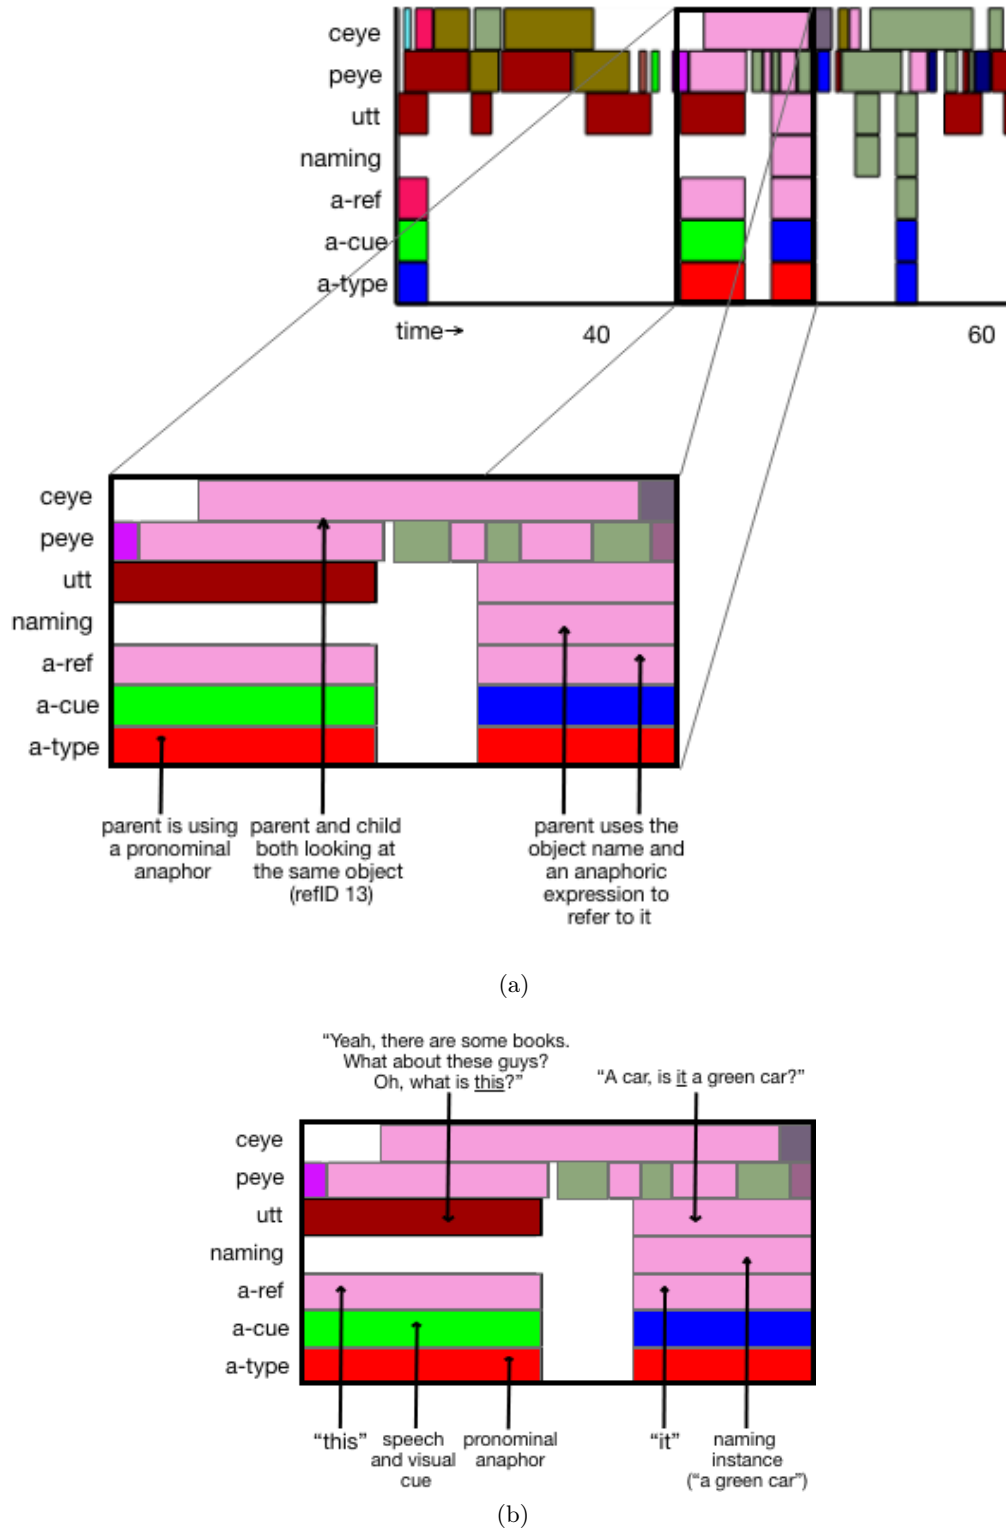 ceye
peye
utt
naming
a-ref
a-cue
a-type
time→
40
60
ceye
peye
utt
naming
a-ref
a-cue
a-type
parent is using
a pronominal
anaphor
parent and child
both looking at
the same object
(refID 13)
parent uses the
object name and
an anaphoric
expression to
refer to it
(a)
“Yeah, there are some books.
What about these guys?
Oh, what is this?”
“A car, is it a green car?”
ceye
peye
utt
naming
a-ref
a-cue
a-type
“this”
speech
and visual
cue
pronominal
anaphor
“it”
naming
instance
(“a green car”)
(b)